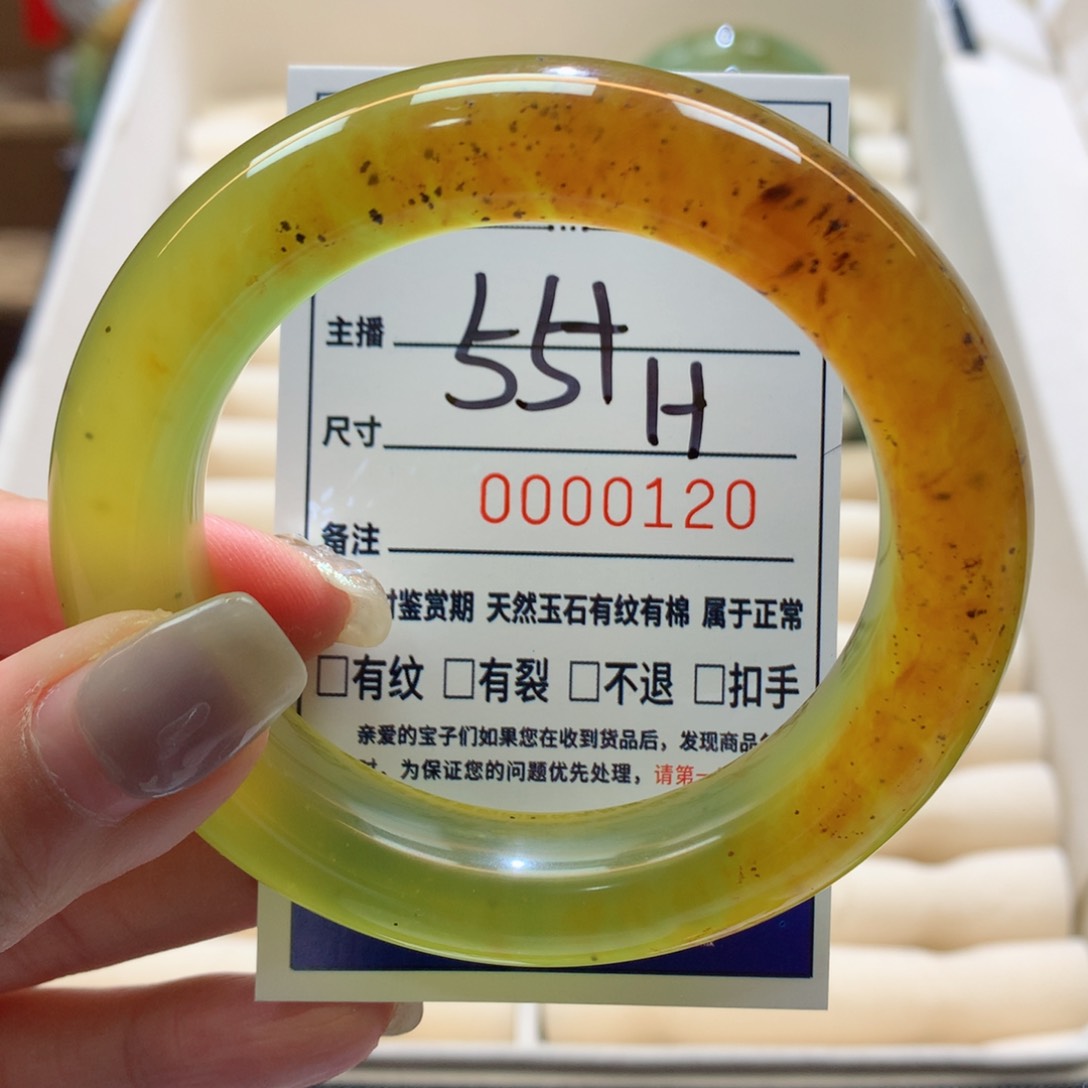 主播
55H
H
尺寸
0000120
备注
鉴赏期 天然玉石有纹有棉 属于正常
□有纹 □有裂 □不退 □扣手
亲爱的宝子们如果您在收到货品后，发现商品
为保证您的问题优先处理，请第一